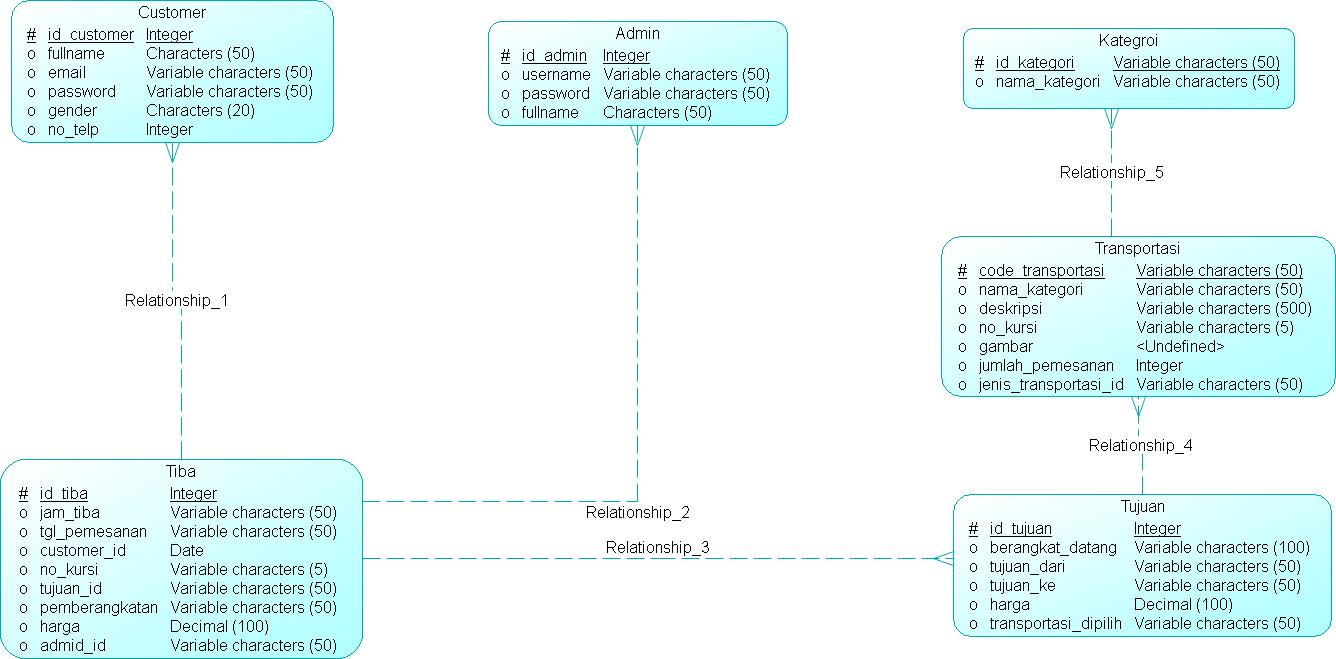 Customer
# id_customer Integer
o fullname Characters (50)
o email Variable characters (50)
o password Variable characters (50)
o gender Characters (20)
o no_telp Integer
Admin
# id_admin Integer
o username Variable characters (50)
o password Variable characters (50)
o fullname Characters (50)
Kategroi
# id_kategori Variable characters (50)
o nama_kategori Variable characters (50)
Relationship_5
Transportasi
# code_transportasi Variable characters (50)
o nama_kategori Variable characters (50)
o deskripsi Variable characters (500)
o no_kursi Variable characters (5)
o gambar <Undefined>
o jumlah_pemesanan Integer
o jenis_transportasi_id Variable characters (50)
Relationship_1
Relationship_4
Tiba
# id_tiba Integer
o jam_tiba Variable characters (50)
o tgl_pemesanan Variable characters (50)
o customer_id Date
o no_kursi Variable characters (5)
o tujuan_id Variable characters (50)
o pemberangkatan Variable characters (50)
o harga Decimal (100)
o admid_id Variable characters (50)
Relationship_2
Relationship_3
Tujuan
# id_tujuan Integer
o berangkat_datang Variable characters (100)
o tujuan_dari Variable characters (50)
o tujuan_ke Variable characters (50)
o harga Decimal (100)
o transportasi_dipilih Variable characters (50)